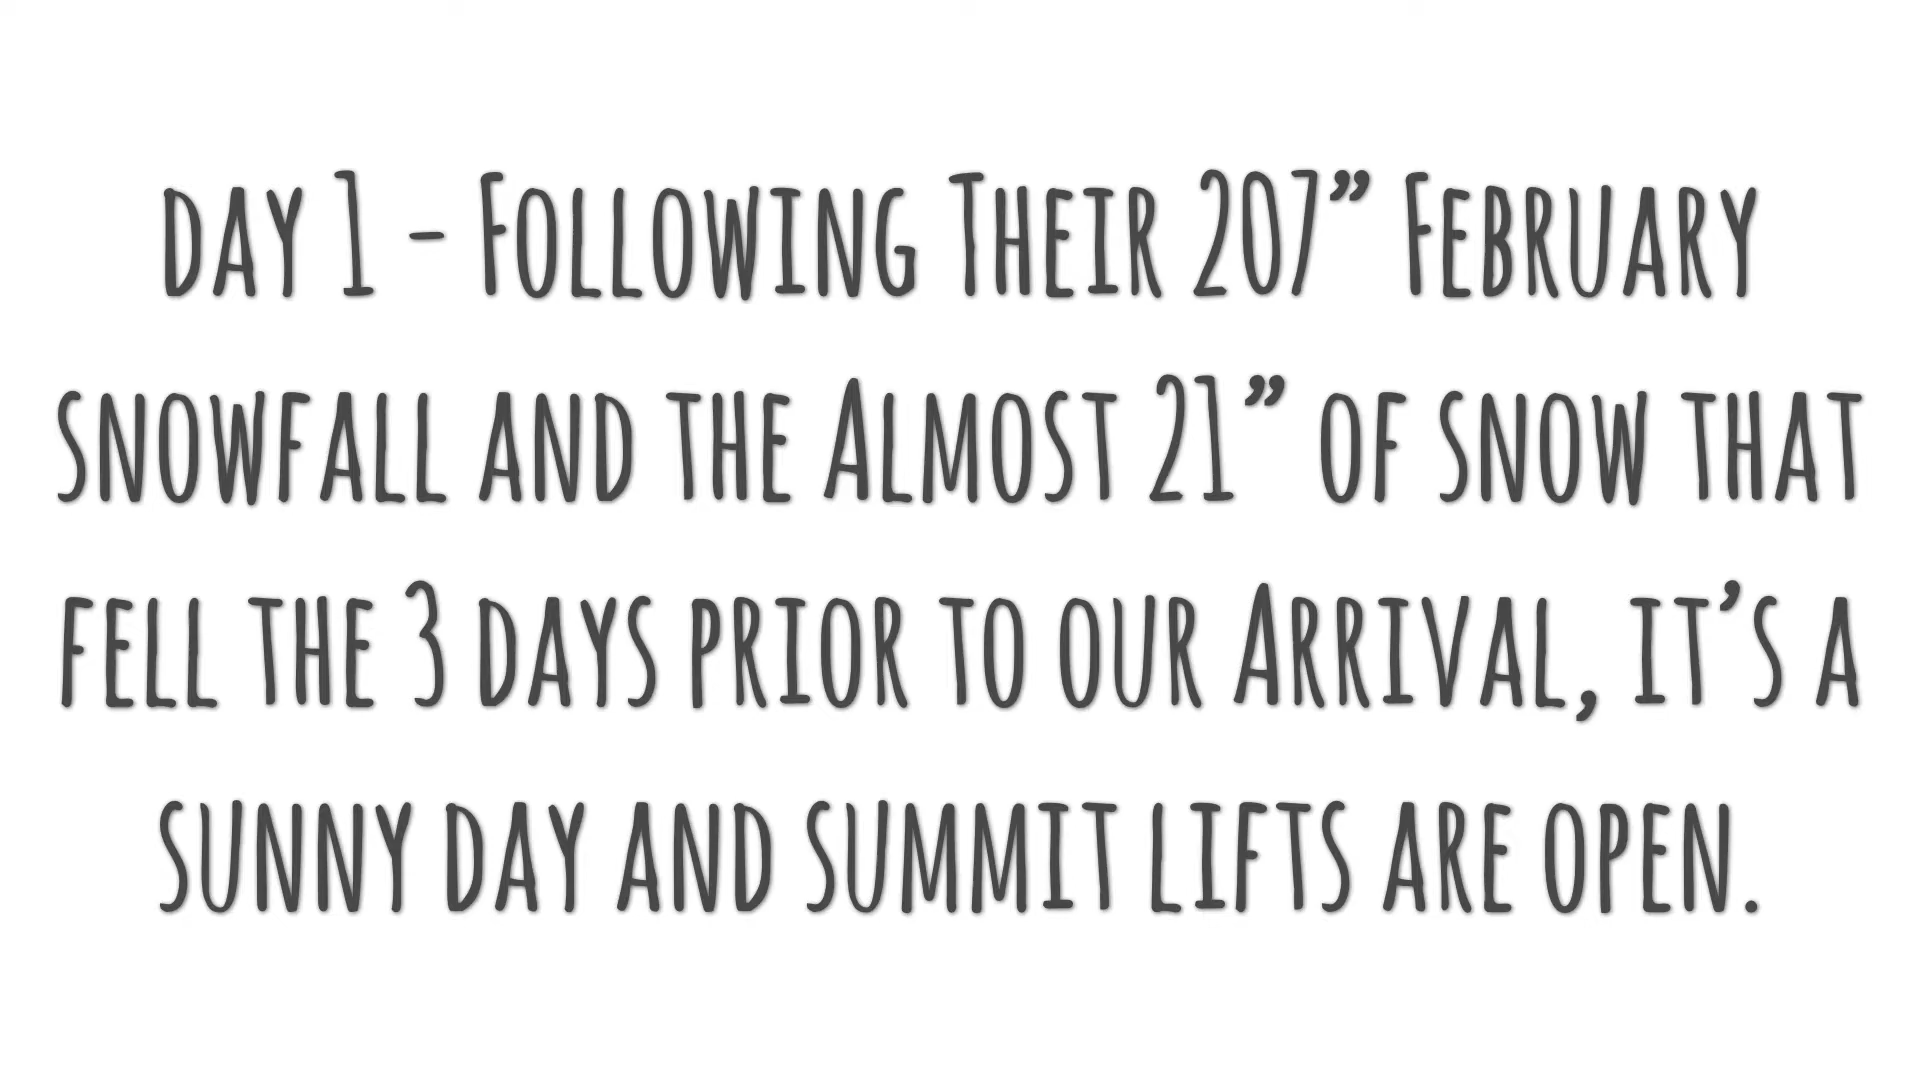 DAY 1 - FOLLOWING THEIR 207” FEBRUARY
SNOWFALL AND THE ALMOST 21” OF SNOW THAT
FELL THE 3 DAYS PRIOR TO OUR ARRIVAL, IT’S A
SUNNY DAY AND SUMMIT LIFTS ARE OPEN.